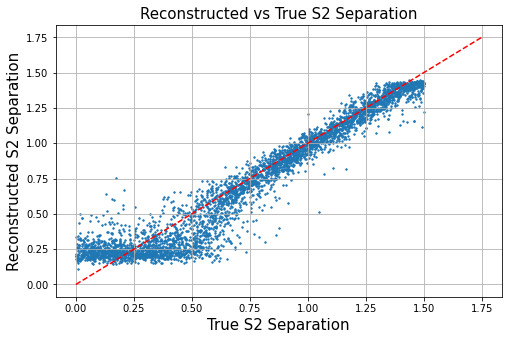 Reconstructed vs True S2 Separation
Reconstructed S2 Separation
1.75
1.50
1.25
1.00
0.75
0.50
0.25
0.00
0.00 0.25 0.50 0.75 1.00 1.25 1.50 1.75
True S2 Separation